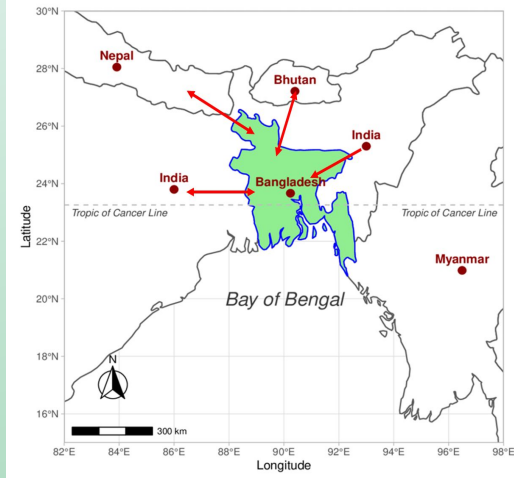 30°N
28°N
26°N
24°N
22°N
20°N
18°N
16°N
Latitude
Nepal
Bhutan
India
India
Bangladesh
Tropic of Cancer Line
Tropic of Cancer Line
Myanmar
Bay of Bengal
N
300 km
82°E
84°E
86°E
88°E
90°E
92°E
94°E
96°E
98°E
Longitude